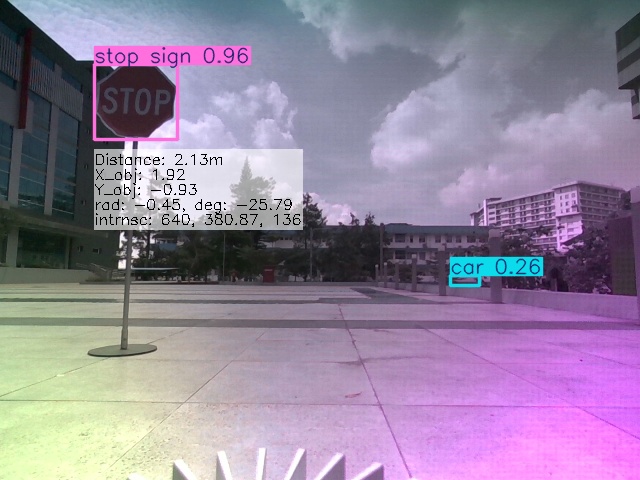 stop sign 0.96
STOP
Distance: 2.13m
X_obj: 1.92
Y_obj: -0.93
rad: -0.45, deg: -25.79
intrnsc: 640, 380.87, 136
car 0.26